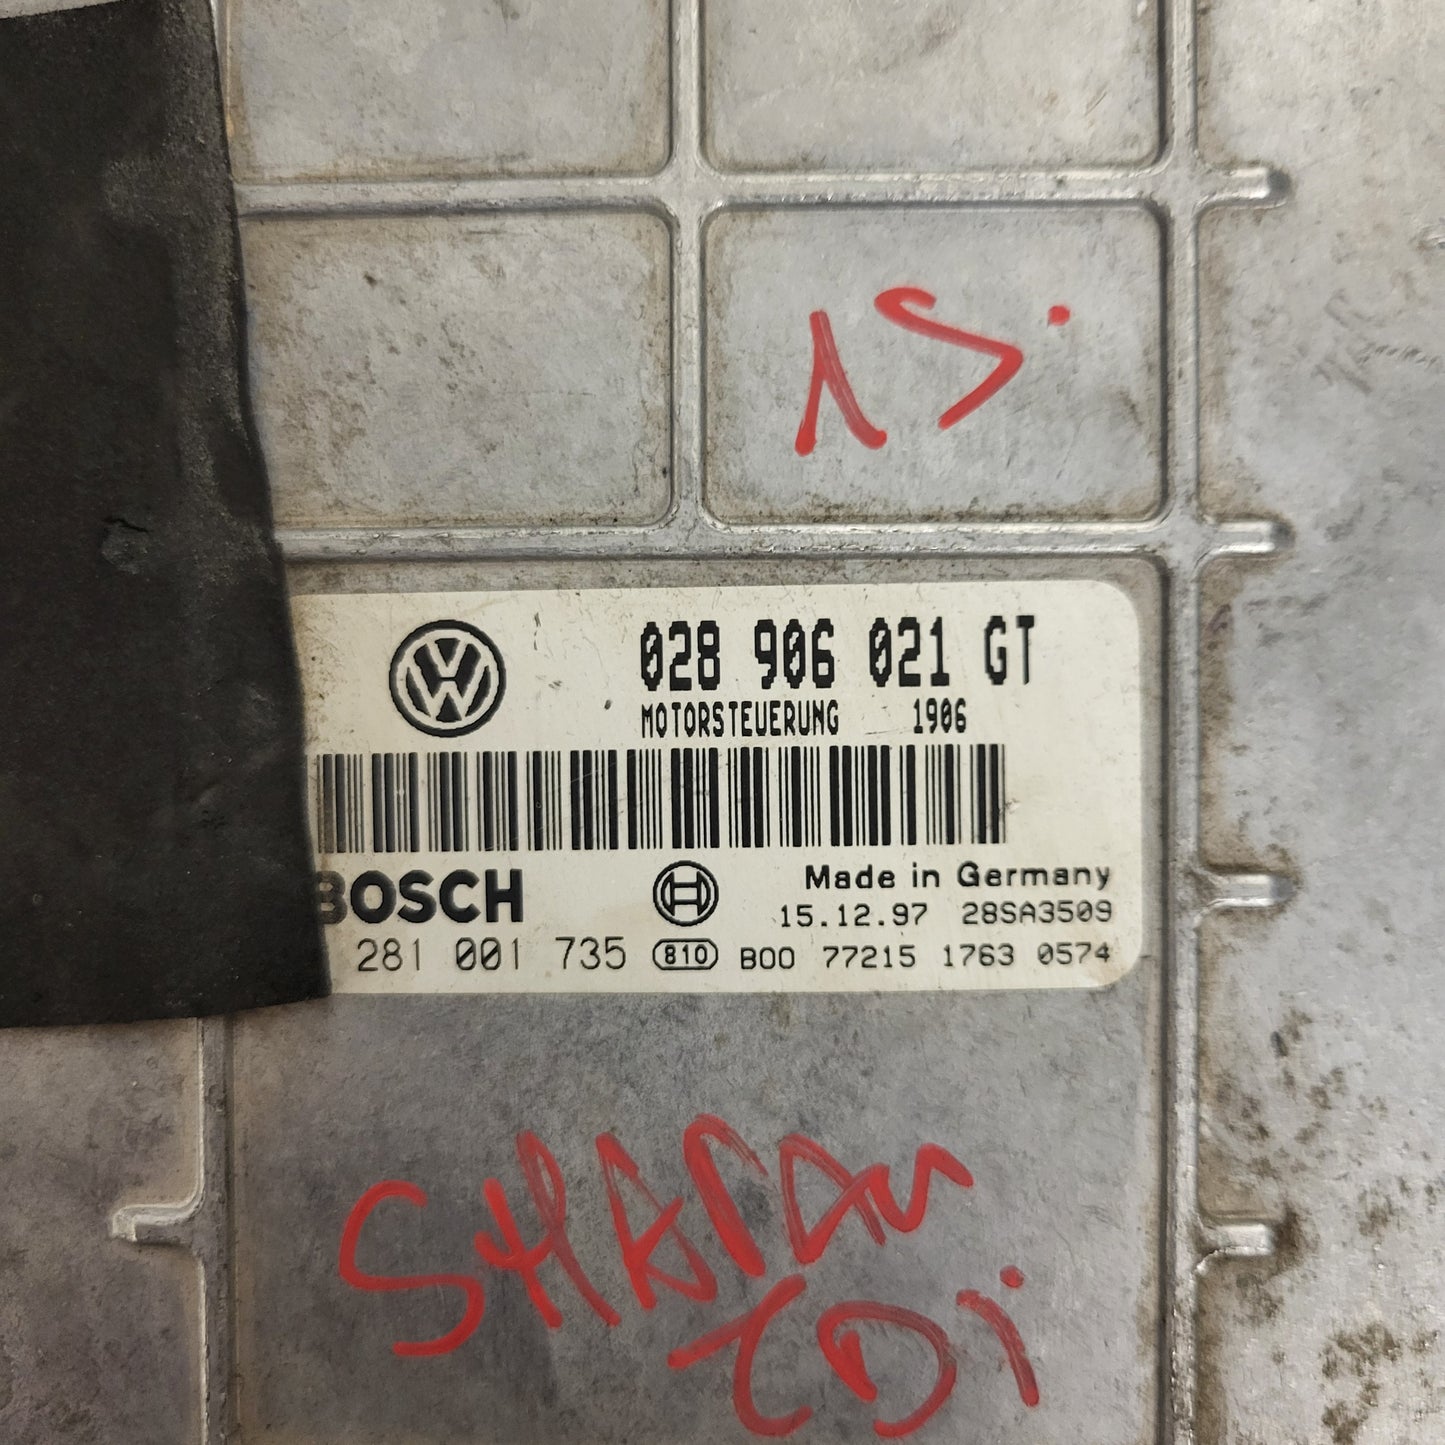 15.
028 906 021 GT
MOTORSTEUERUNG 1906
BOSCH
Made in Germany
15.12.97 28SA3509
281 001 735 810 B00 77215 1763 0574
SHARAN
TDi